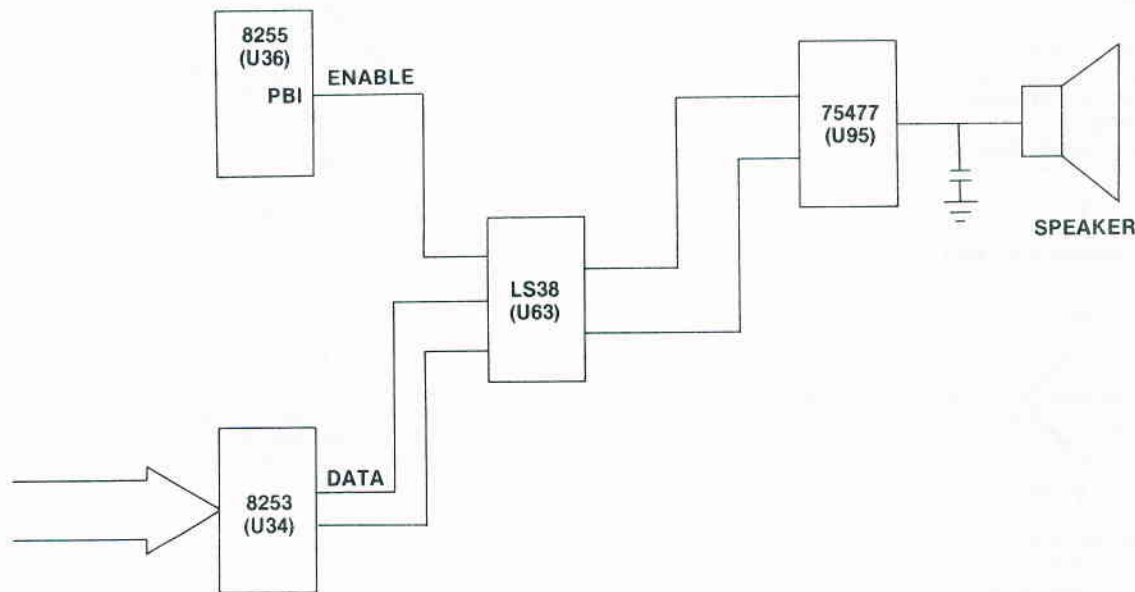 8255
(U36)
PBI
ENABLE
75477
(U95)
SPEAKER
LS38
(U63)
DATA
8253
(U34)